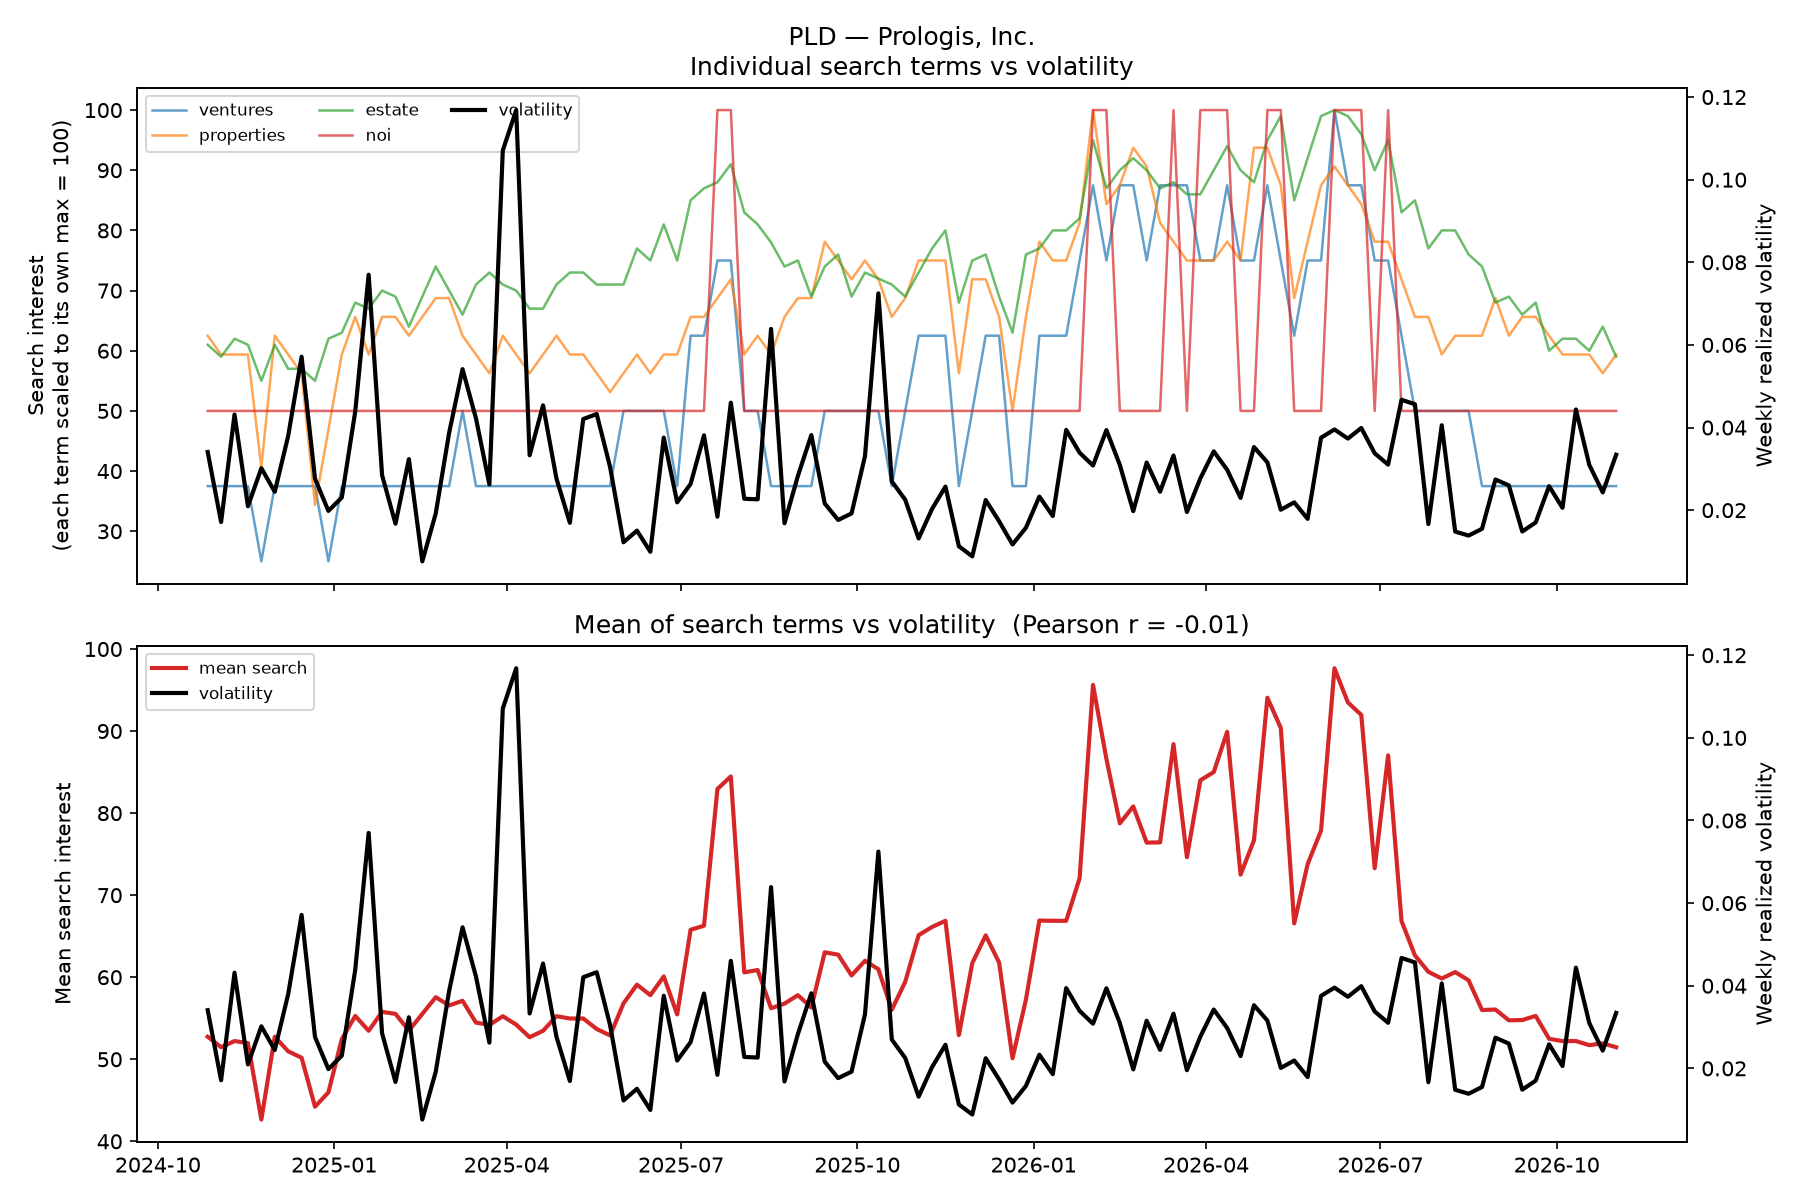 PLD — Prologis, Inc.
Individual search terms vs volatility
ventures
properties
estate
noi
volatility
100
90
80
70
60
50
40
30
Search interest
(each term scaled to its own max = 100)
0.12
0.10
0.08
0.06
0.04
0.02
Weekly realized volatility
Mean of search terms vs volatility (Pearson r = -0.01)
mean search
volatility
100
90
80
70
60
50
40
Mean search interest
0.12
0.10
0.08
0.06
0.04
0.02
Weekly realized volatility
2024-10 2025-01 2025-04 2025-07 2025-10 2026-01 2026-04 2026-07 2026-10